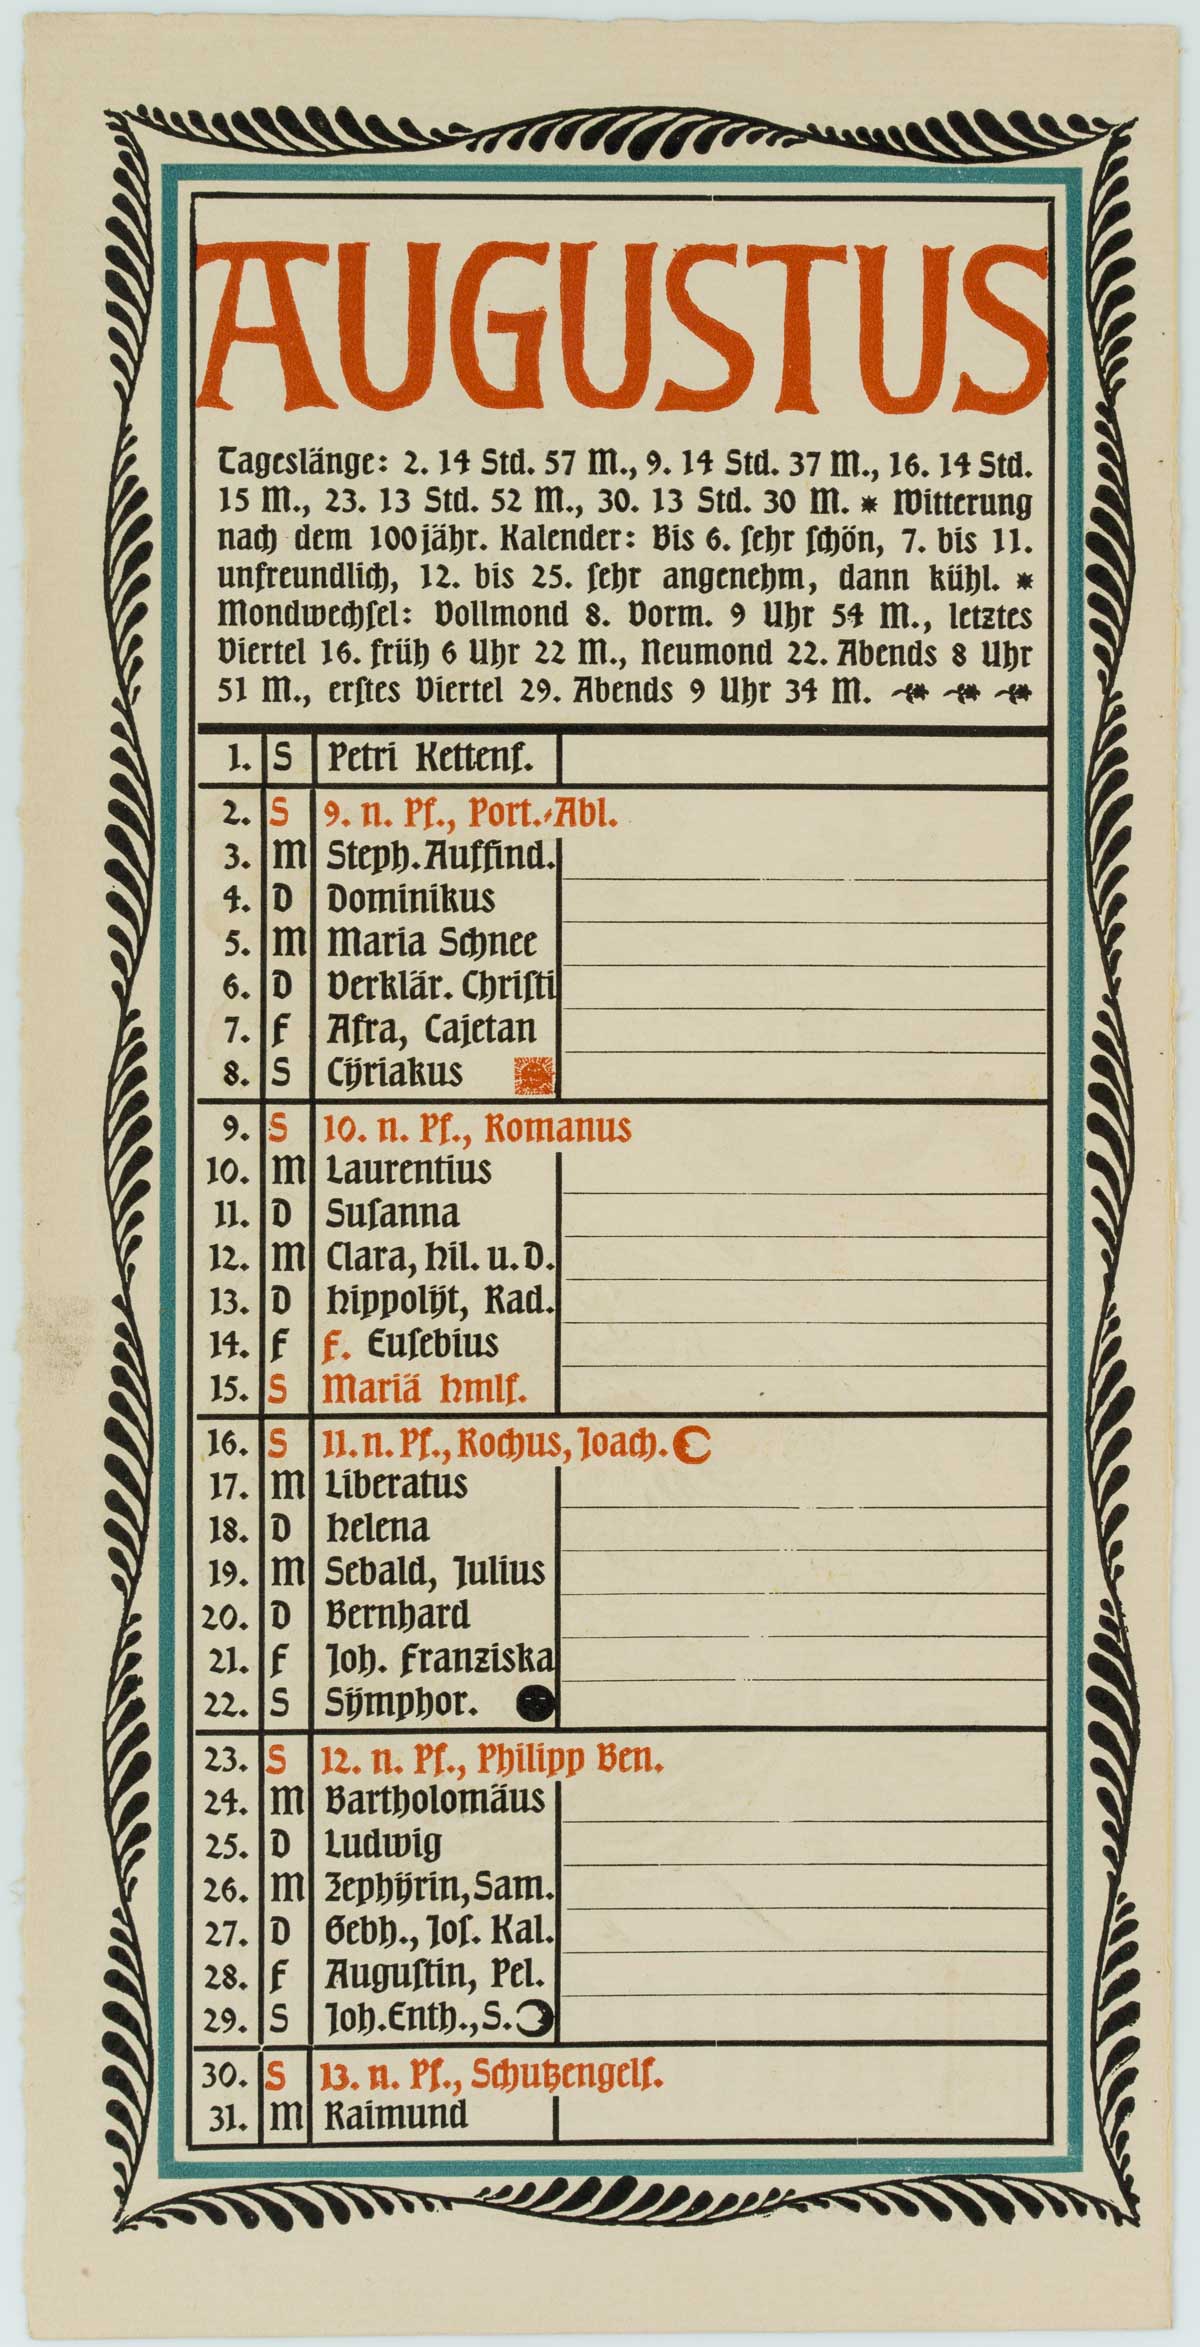 AUGUSTUS
Tageslänge: 2. 14 Std. 57 M., 9. 14 Std. 37 M., 16. 14 Std.
15 M., 23. 13 Std. 52 M., 30. 13 Std. 30 M. * Witterung
nach dem 100jähr. Kalender: Bis 6. ſehr ſchön, 7. bis 11.
unfreundlich, 12. bis 25. ſehr angenehm, dann kühl. *
Mondwechſel: Vollmond 8. Vorm. 9 Uhr 54 M., letztes
Viertel 16. früh 6 Uhr 22 M., Neumond 22. Abends 8 Uhr
51 M., erſtes Viertel 29. Abends 9 Uhr 34 M.
1. S Petri Kettenf.
2. S 9. n. Pf., Port.-Abl.
3. M Steph. Auffind.
4. D Dominikus
5. M Maria Schnee
6. D Verklär. Chriſti
7. F Afra, Cajetan
8. S Cÿriakus
9. S 10. n. Pf., Romanus
10. M Laurentius
11. D Suſanna
12. M Clara, Hil. u. D.
13. D Hippolÿt, Rad.
14. F F. Euſebius
15. S Mariä Hmlf.
16. S 11. n. Pf., Rochus, Joach.
17. M Liberatus
18. D Helena
19. M Sebald, Julius
20. D Bernhard
21. F Joh. Franziska
22. S Sÿmphor.
23. S 12. n. Pf., Philipp Ben.
24. M Bartholomäus
25. D Ludwig
26. M Zephÿrin, Sam.
27. D Gebh., Joſ. Kal.
28. F Auguſtin, Pel.
29. S Joh. Enth., S.
30. S 13. n. Pf., Schutzengelf.
31. M Raimund